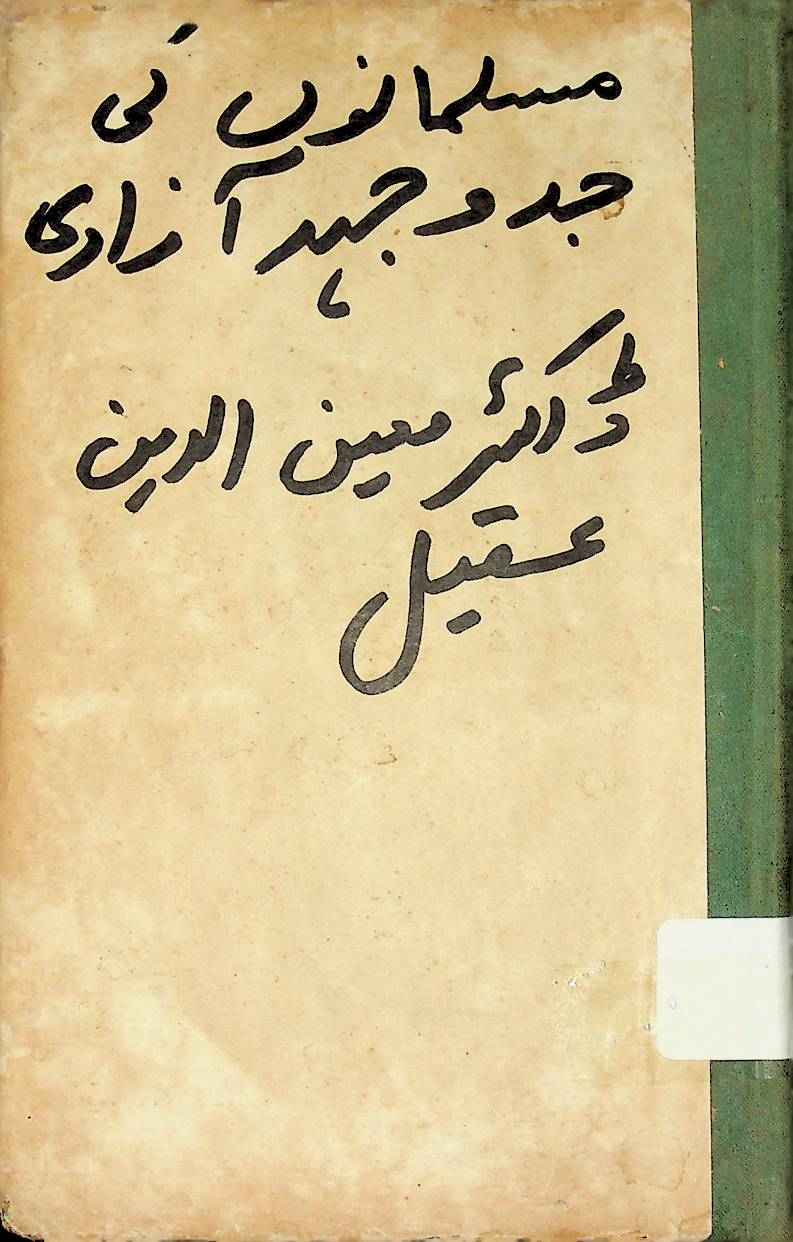 مسلمانوں کی
جدوجہد آزادی
ڈاکٹر معین الدین
عقیل